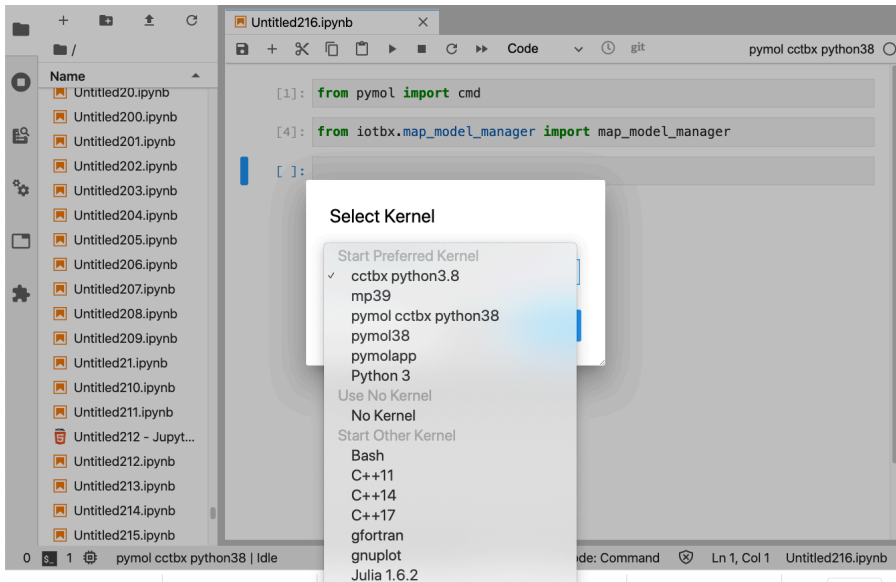 Untitled216.ipynb
Code
git
pymol cctbx python38
/
Name
Untitled20.ipynb
Untitled200.ipynb
Untitled201.ipynb
Untitled202.ipynb
Untitled203.ipynb
Untitled204.ipynb
Untitled205.ipynb
Untitled206.ipynb
Untitled207.ipynb
Untitled208.ipynb
Untitled209.ipynb
Untitled21.ipynb
Untitled210.ipynb
Untitled211.ipynb
Untitled212 - Jupyt...
Untitled212.ipynb
Untitled213.ipynb
Untitled214.ipynb
Untitled215.ipynb
[1]: from pymol import cmd
[4]: from iotbx.map_model_manager import map_model_manager
[ ]:
Select Kernel
Start Preferred Kernel
✓ cctbx python3.8
mp39
pymol cctbx python38
pymol38
pymolapp
Python 3
Use No Kernel
No Kernel
Start Other Kernel
Bash
C++11
C++14
C++17
gfortran
gnuplot
Julia 1.6.2
0 $_ 1 pymol cctbx python38 | Idle
de: Command Ln 1, Col 1 Untitled216.ipynb